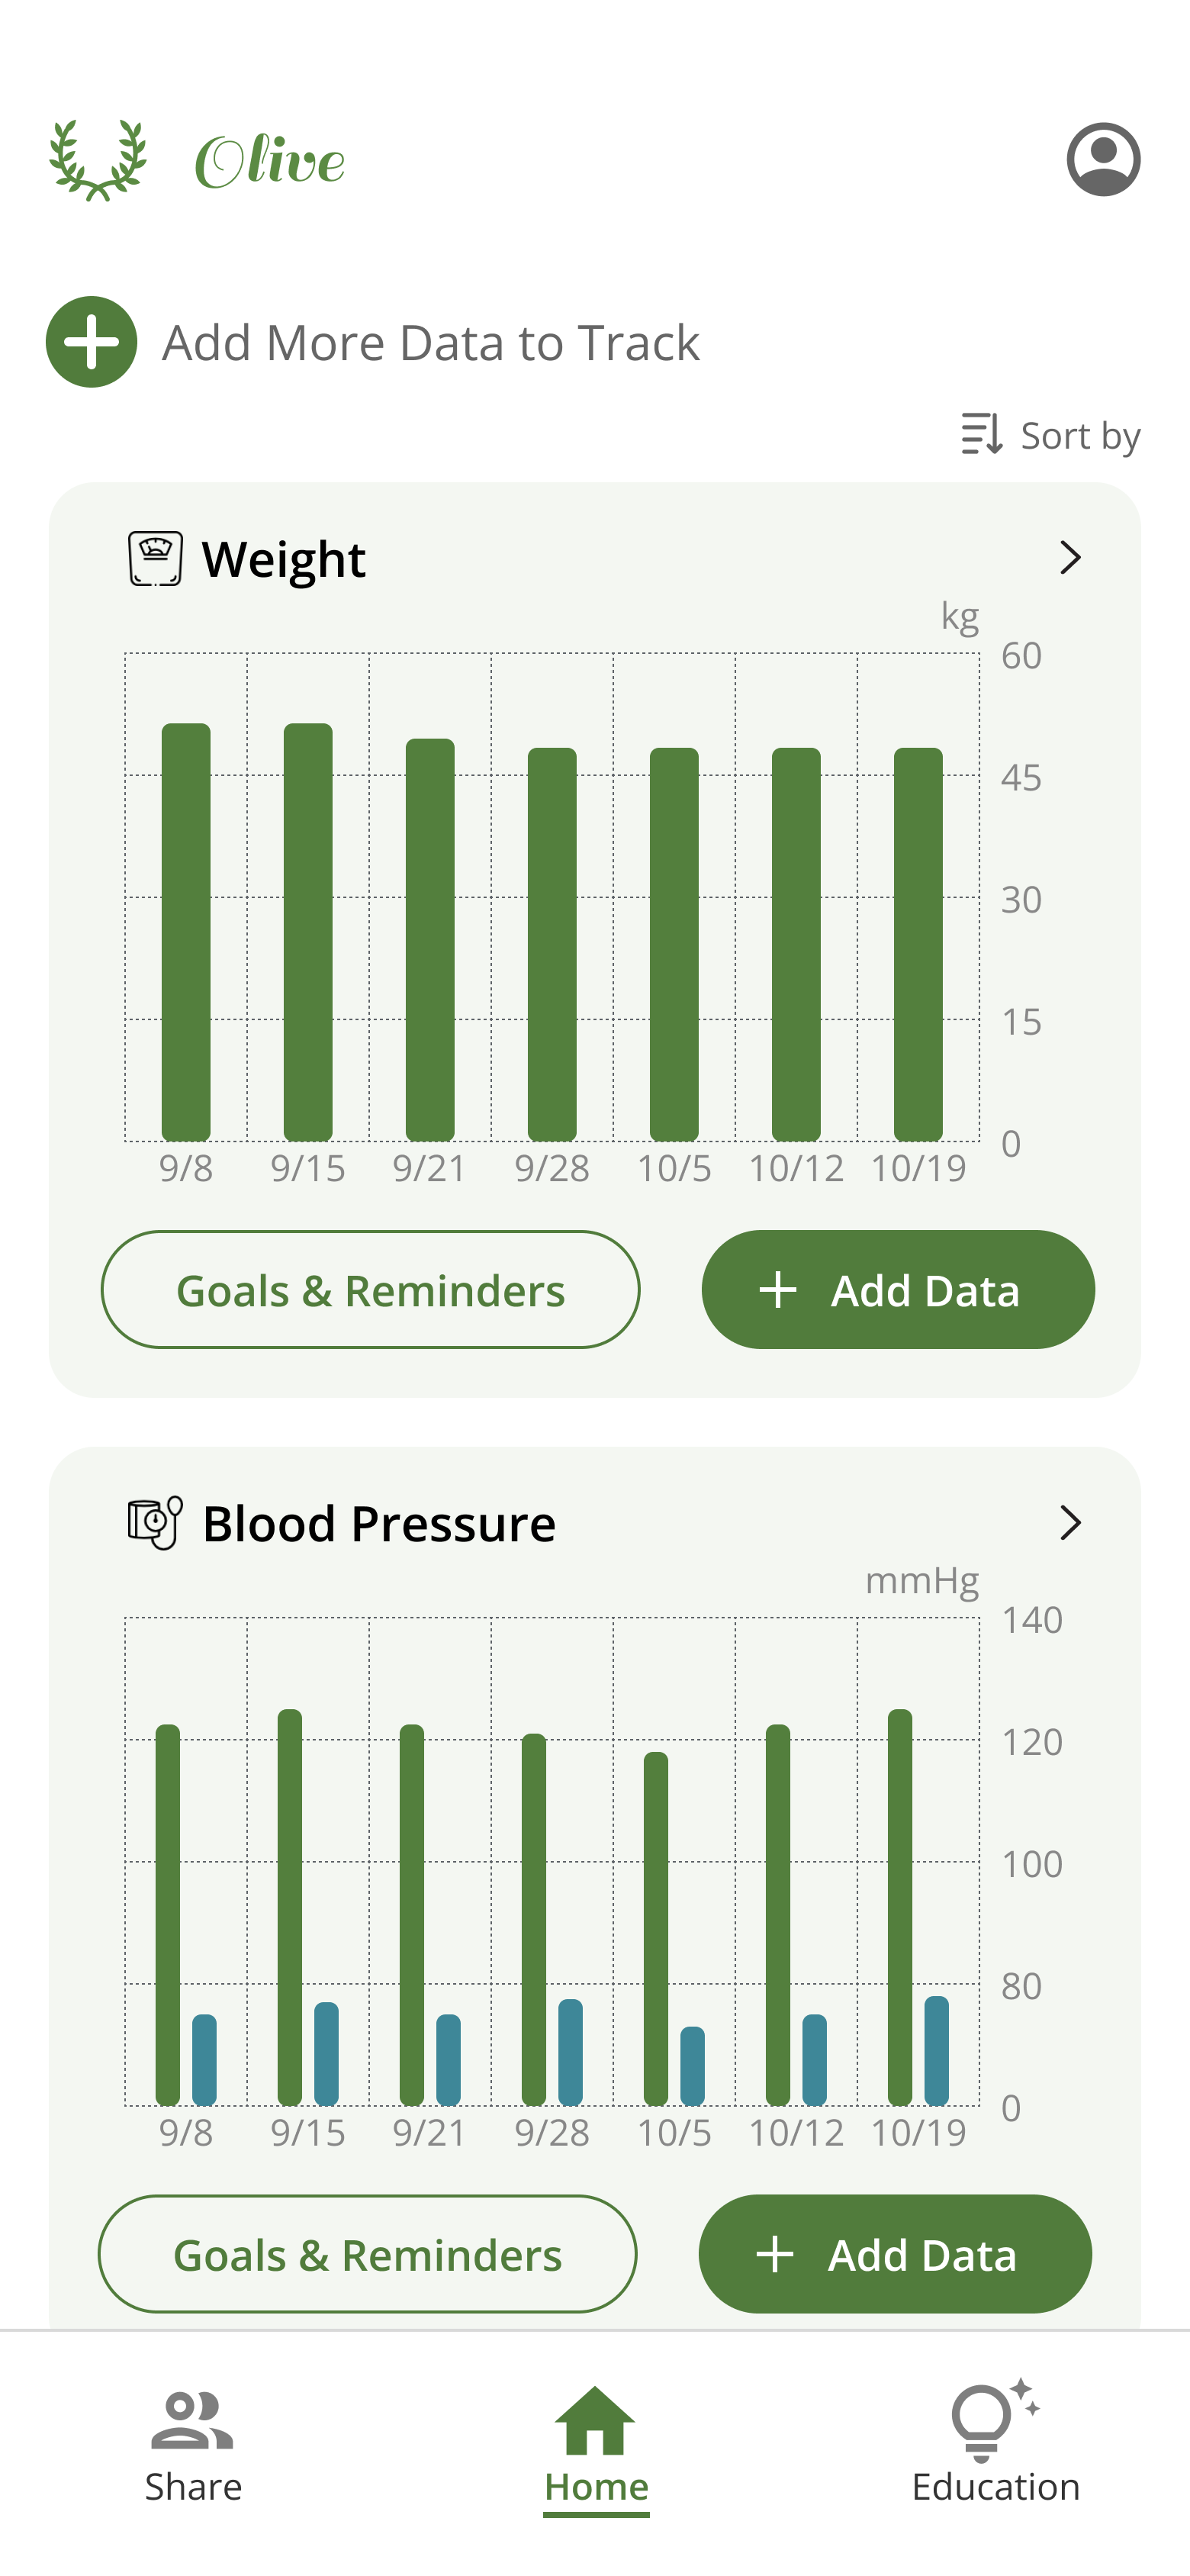 Olive
Add More Data to Track
Sort by
Weight
kg
60
45
30
15
0
9/8 9/15 9/21 9/28 10/5 10/12 10/19
Goals & Reminders + Add Data
Blood Pressure
mmHg
140
120
100
80
0
9/8 9/15 9/21 9/28 10/5 10/12 10/19
Goals & Reminders + Add Data
Share Home Education